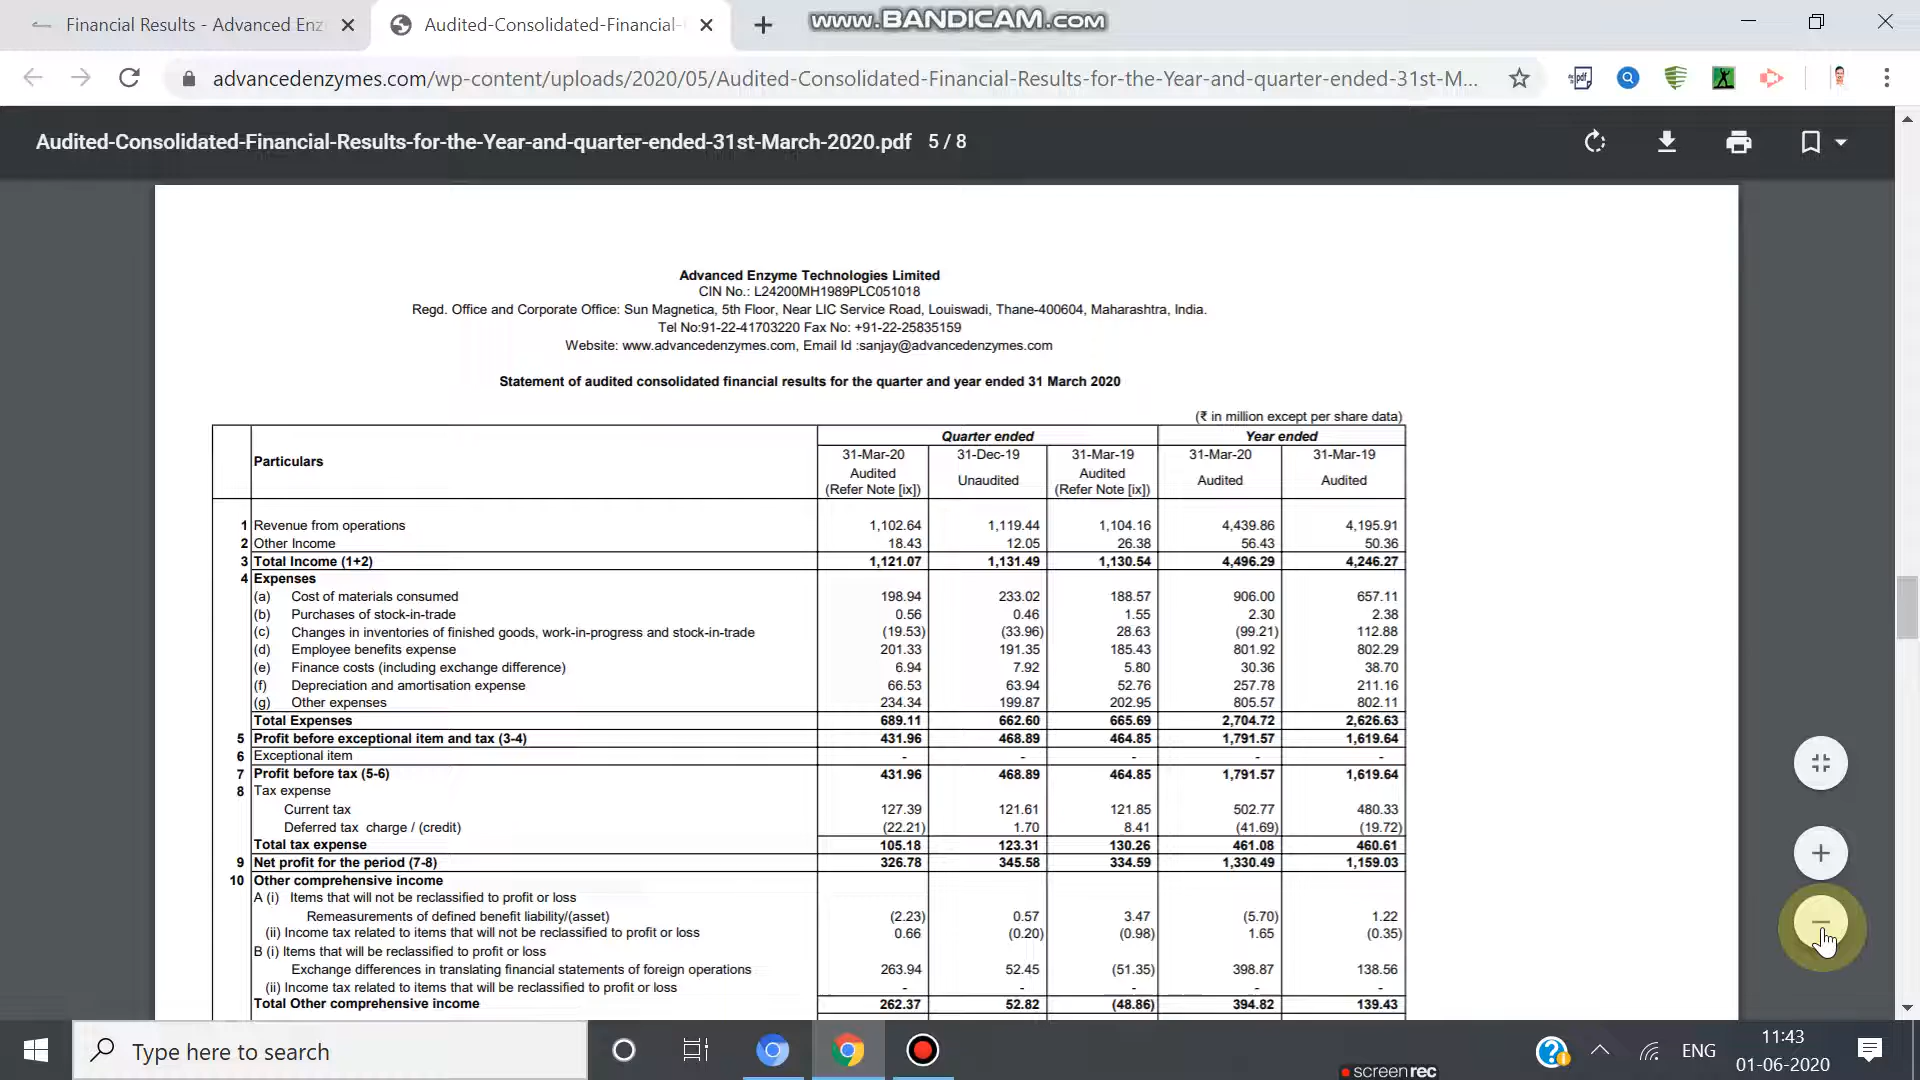 Financial Results - Advanced Enz
Audited-Consolidated-Financial-
www.BANDICAM.com
advancedenzymes.com/wp-content/uploads/2020/05/Audited-Consolidated-Financial-Results-for-the-Year-and-quarter-ended-31st-M...
Audited-Consolidated-Financial-Results-for-the-Year-and-quarter-ended-31st-March-2020.pdf 5 / 8
Advanced Enzyme Technologies Limited
CIN No.: L24200MH1989PLC051018
Regd. Office and Corporate Office: Sun Magnetica, 5th Floor, Near LIC Service Road, Louiswadi, Thane-400604, Maharashtra, India.
Tel No:91-22-41703220 Fax No: +91-22-25835159
Website: www.advancedenzymes.com, Email Id :sanjay@advancedenzymes.com
Statement of audited consolidated financial results for the quarter and year ended 31 March 2020
(₹ in million except per share data)
Quarter ended Year ended
Particulars 31-Mar-20 31-Dec-19 31-Mar-19 31-Mar-20 31-Mar-19
Audited Unaudited Audited Audited Audited
(Refer Note [ix]) (Refer Note [ix])
1 Revenue from operations 1,102.64 1,119.44 1,104.16 4,439.86 4,195.91
2 Other Income 18.43 12.05 26.38 56.43 50.36
3 Total Income (1+2) 1,121.07 1,131.49 1,130.54 4,496.29 4,246.27
4 Expenses
(a) Cost of materials consumed 198.94 233.02 188.57 906.00 657.11
(b) Purchases of stock-in-trade 0.56 0.46 1.55 2.30 2.38
(c) Changes in inventories of finished goods, work-in-progress and stock-in-trade (19.53) (33.96) 28.63 (99.21) 112.88
(d) Employee benefits expense 201.33 191.35 185.43 801.92 802.29
(e) Finance costs (including exchange difference) 6.94 7.92 5.80 30.36 38.70
(f) Depreciation and amortisation expense 66.53 63.94 52.76 257.78 211.16
(g) Other expenses 234.34 199.87 202.95 805.57 802.11
Total Expenses 689.11 662.60 665.69 2,704.72 2,626.63
5 Profit before exceptional item and tax (3-4) 431.96 468.89 464.85 1,791.57 1,619.64
6 Exceptional item - - - - -
7 Profit before tax (5-6) 431.96 468.89 464.85 1,791.57 1,619.64
8 Tax expense
Current tax 127.39 121.61 121.85 502.77 480.33
Deferred tax charge / (credit) (22.21) 1.70 8.41 (41.69) (19.72)
Total tax expense 105.18 123.31 130.26 461.08 460.61
9 Net profit for the period (7-8) 326.78 345.58 334.59 1,330.49 1,159.03
10 Other comprehensive income
A (i) Items that will not be reclassified to profit or loss
Remeasurements of defined benefit liability/(asset) (2.23) 0.57 3.47 (5.70) 1.22
(ii) Income tax related to items that will not be reclassified to profit or loss 0.66 (0.20) (0.98) 1.65 (0.35)
B (i) Items that will be reclassified to profit or loss
Exchange differences in translating financial statements of foreign operations 263.94 52.45 (51.35) 398.87 138.56
(ii) Income tax related to items that will be reclassified to profit or loss - - - - -
Total Other comprehensive income 262.37 52.82 (48.86) 394.82 139.43
Type here to search
ENG
11:43
01-06-2020
screenrec